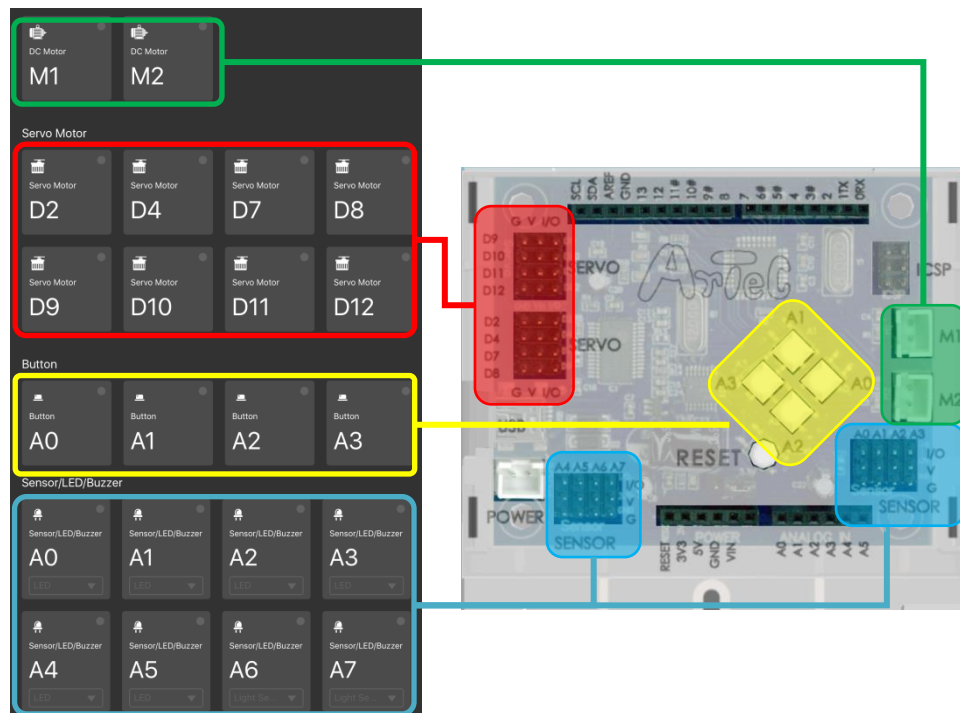 DC Motor DC Motor
M1 M2
Servo Motor
Servo Motor Servo Motor Servo Motor Servo Motor
D2 D4 D7 D8
Servo Motor Servo Motor Servo Motor Servo Motor
D9 D10 D11 D12
Button
Button Button Button Button
A0 A1 A2 A3
Sensor/LED/Buzzer
Sensor/LED/Buzzer Sensor/LED/Buzzer Sensor/LED/Buzzer Sensor/LED/Buzzer
A0 A1 A2 A3
LED LED LED LED
Sensor/LED/Buzzer Sensor/LED/Buzzer Sensor/LED/Buzzer Sensor/LED/Buzzer
A4 A5 A6 A7
LED LED Light Se... Light Se...
SCL SDA AREF GND 13 12 11# 10# 9# 8 7 6# 5# 4 3# 2 1TX 0RX
G V I/O
D9
D10
D11
D12
SERVO
ArTeC
ICSP
D2
D4
D7
D8
SERVO
G V I/O
A1
A3 A0
A2
M1
M2
USB
RESET
POWER
A4 A5 A6 A7
I/O
V
G
SENSOR
A0 A1 A2 A3
I/O
V
G
SENSOR
POWER ANALOG IN
RESET 3V3 5V GND VIN A0 A1 A2 A3 A4 A5